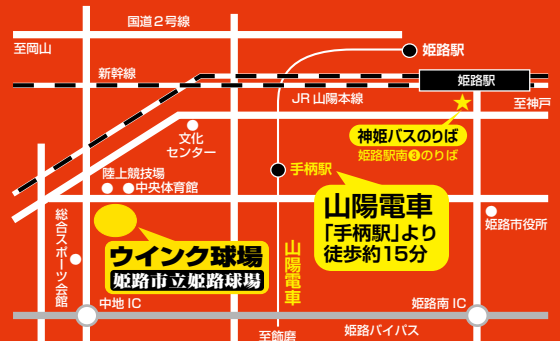 国道2号線
至岡山
姫路駅
新幹線
姫路駅
JR山陽本線
至神戸
神姫バスのりば
姫路駅南❸のりば
文化
センター
手柄駅
陸上競技場
中央体育館
山陽電車
「手柄駅」より
徒歩約15分
姫路市役所
総合スポーツ会館
ウインク球場
姫路市立姫路球場
山陽電車
中地IC
姫路南IC
姫路バイパス
至飾磨